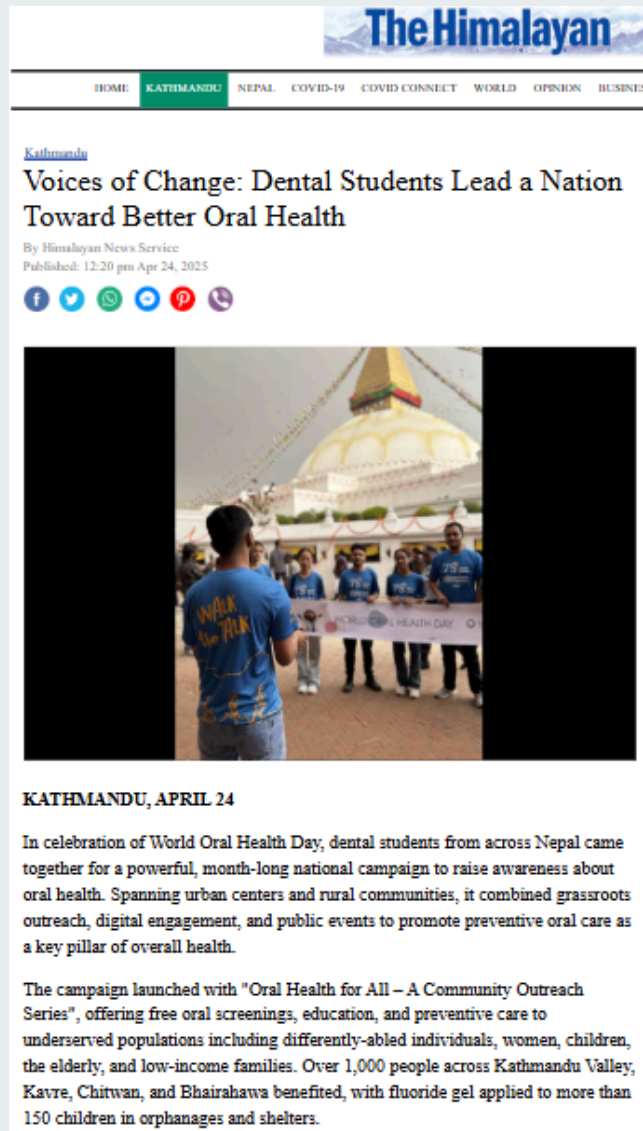 The Himalayan
HOME KATHMANDU NEPAL COVID-19 COVID CONNECT WORLD OPINION
Kathmandu
Voices of Change: Dental Students Lead a Nation
Toward Better Oral Health
By Himalayan News Service
Published: 12:20 pm Apr 24, 2025
WALK
the TALK
75
75
75
WORLD ORAL HEALTH DAY
KATHMANDU, APRIL 24
In celebration of World Oral Health Day, dental students from across Nepal came
together for a powerful, month-long national campaign to raise awareness about
oral health. Spanning urban centers and rural communities, it combined grassroots
outreach, digital engagement, and public events to promote preventive oral care as
a key pillar of overall health.
The campaign launched with "Oral Health for All – A Community Outreach
Series", offering free oral screenings, education, and preventive care to
underserved populations including differently-abled individuals, women, children,
the elderly, and low-income families. Over 1,000 people across Kathmandu Valley,
Kavre, Chitwan, and Bhairahawa benefited, with fluoride gel applied to more than
150 children in orphanages and shelters.